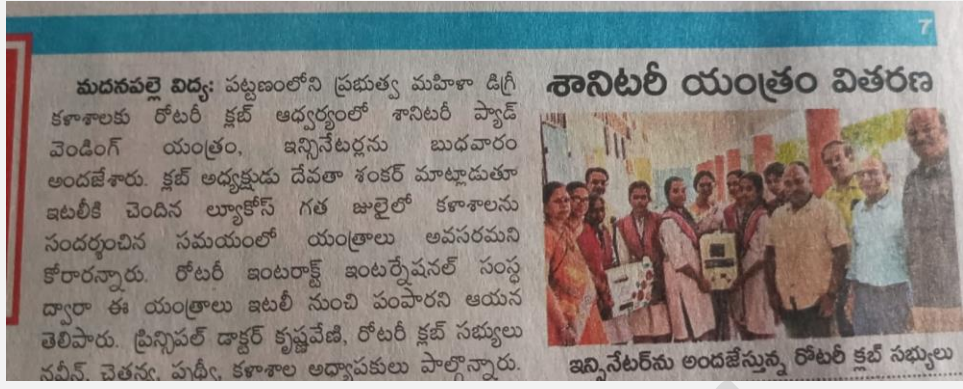 7
శానిటరీ యంత్రం వితరణ
మదనపల్లె విద్య: పట్టణంలోని ప్రభుత్వ మహిళా డిగ్రీ
కళాశాలకు రోటరీ క్లబ్ ఆధ్వర్యంలో శానిటరీ ప్యాడ్
వెండింగ్ యంత్రం, ఇన్సినేటర్లను బుధవారం
అందజేశారు. క్లబ్ అధ్యక్షుడు దేవతా శంకర్ మాట్లాడుతూ
ఇటలీకి చెందిన ల్యూకోస్ గత జులైలో కళాశాలను
సందర్శించిన సమయంలో యంత్రాలు అవసరమని
కోరారన్నారు. రోటరీ ఇంటరాక్ట్ ఇంటర్నేషనల్ సంస్థ
ద్వారా ఈ యంత్రాలు ఇటలీ నుంచి పంపారని ఆయన
తెలిపారు. ప్రిన్సిపల్ డాక్టర్ కృష్ణవేణి, రోటరీ క్లబ్ సభ్యులు
నవీన్, చైతన్య, పృథ్వీ, కళాశాల అధ్యాపకులు పాల్గొన్నారు.
ఇన్సినేటర్‌ను అందజేస్తున్న రోటరీ క్లబ్ సభ్యులు